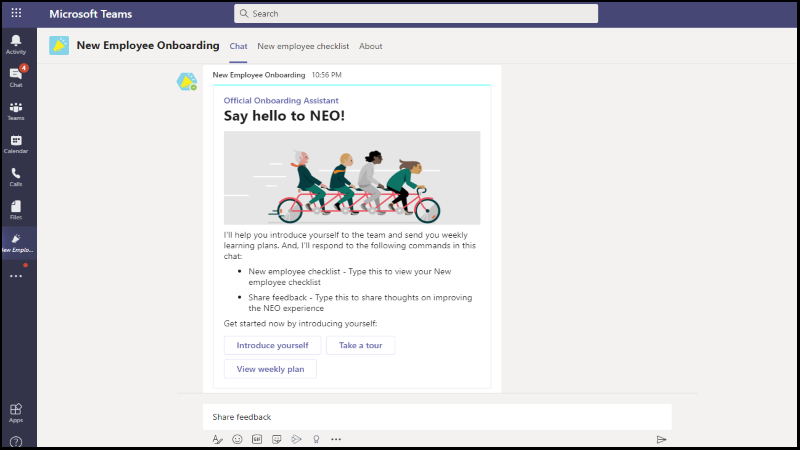 Microsoft Teams
Search
New Employee Onboarding
Chat
New employee checklist
About
Activity
4
Chat
Teams
Calendar
Calls
Files
New Emplo...
Apps
New Employee Onboarding 10:56 PM
Official Onboarding Assistant
Say hello to NEO!
I'll help you introduce yourself to the team and send you weekly
learning plans. And, I'll respond to the following commands in this
chat:
• New employee checklist - Type this to view your New
employee checklist
• Share feedback - Type this to share thoughts on improving
the NEO experience
Get started now by introducing yourself:
Introduce yourself
Take a tour
View weekly plan
Share feedback
GIF